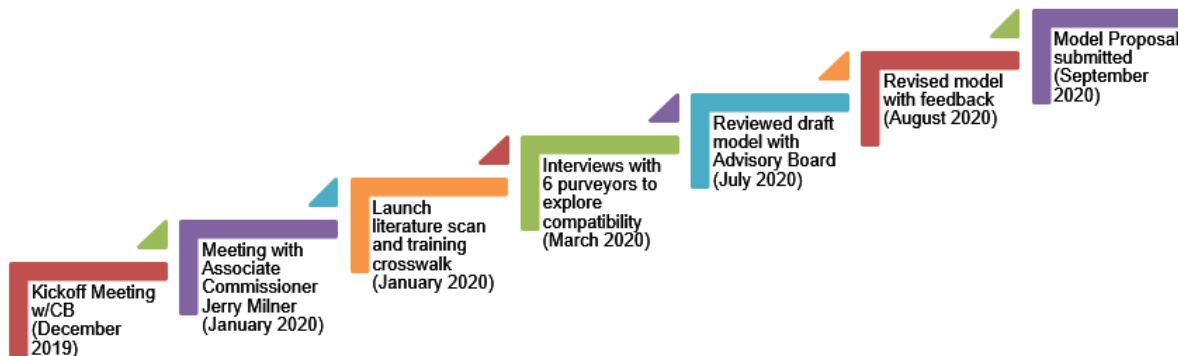 Kickoff Meeting
w/CB
(December
2019)
Meeting with
Associate
Commissioner
Jerry Milner
(January 2020)
Launch
literature scan
and training
crosswalk
(January 2020)
Interviews with
6 purveyors to
explore
compatibility
(March 2020)
Reviewed draft
model with
Advisory Board
(July 2020)
Revised model
with feedback
(August 2020)
Model Proposal
submitted
(September
2020)